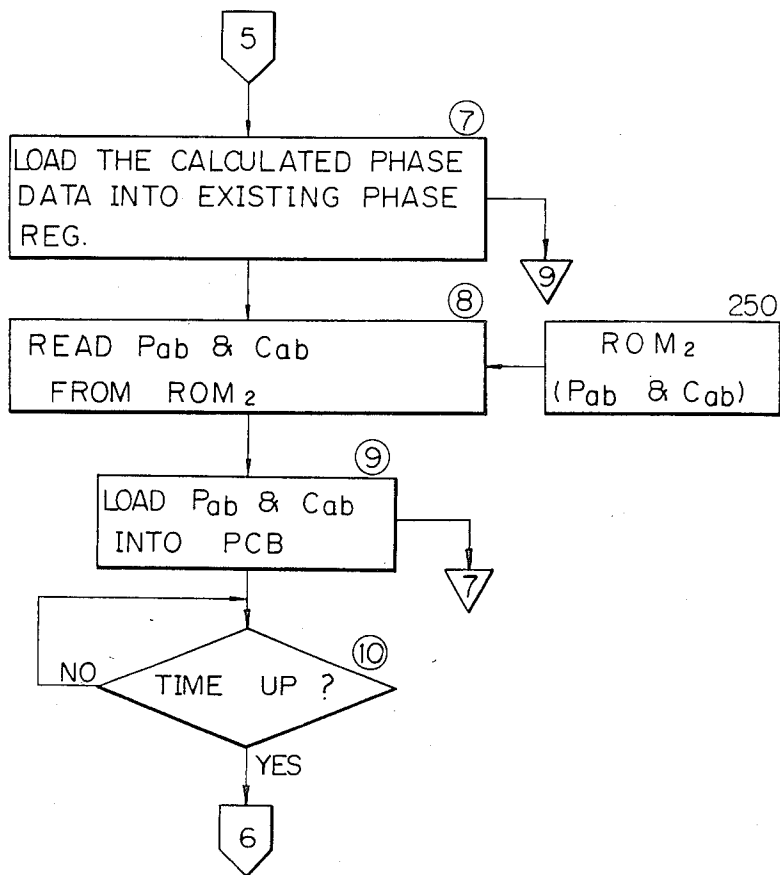 5
⑦
LOAD THE CALCULATED PHASE
DATA INTO EXISTING PHASE
REG.
9
⑧
READ Pab & Cab
FROM ROM₂
250
ROM₂
(Pab & Cab)
⑨
LOAD Pab & Cab
INTO PCB
7
⑩
TIME UP ?
NO
YES
6